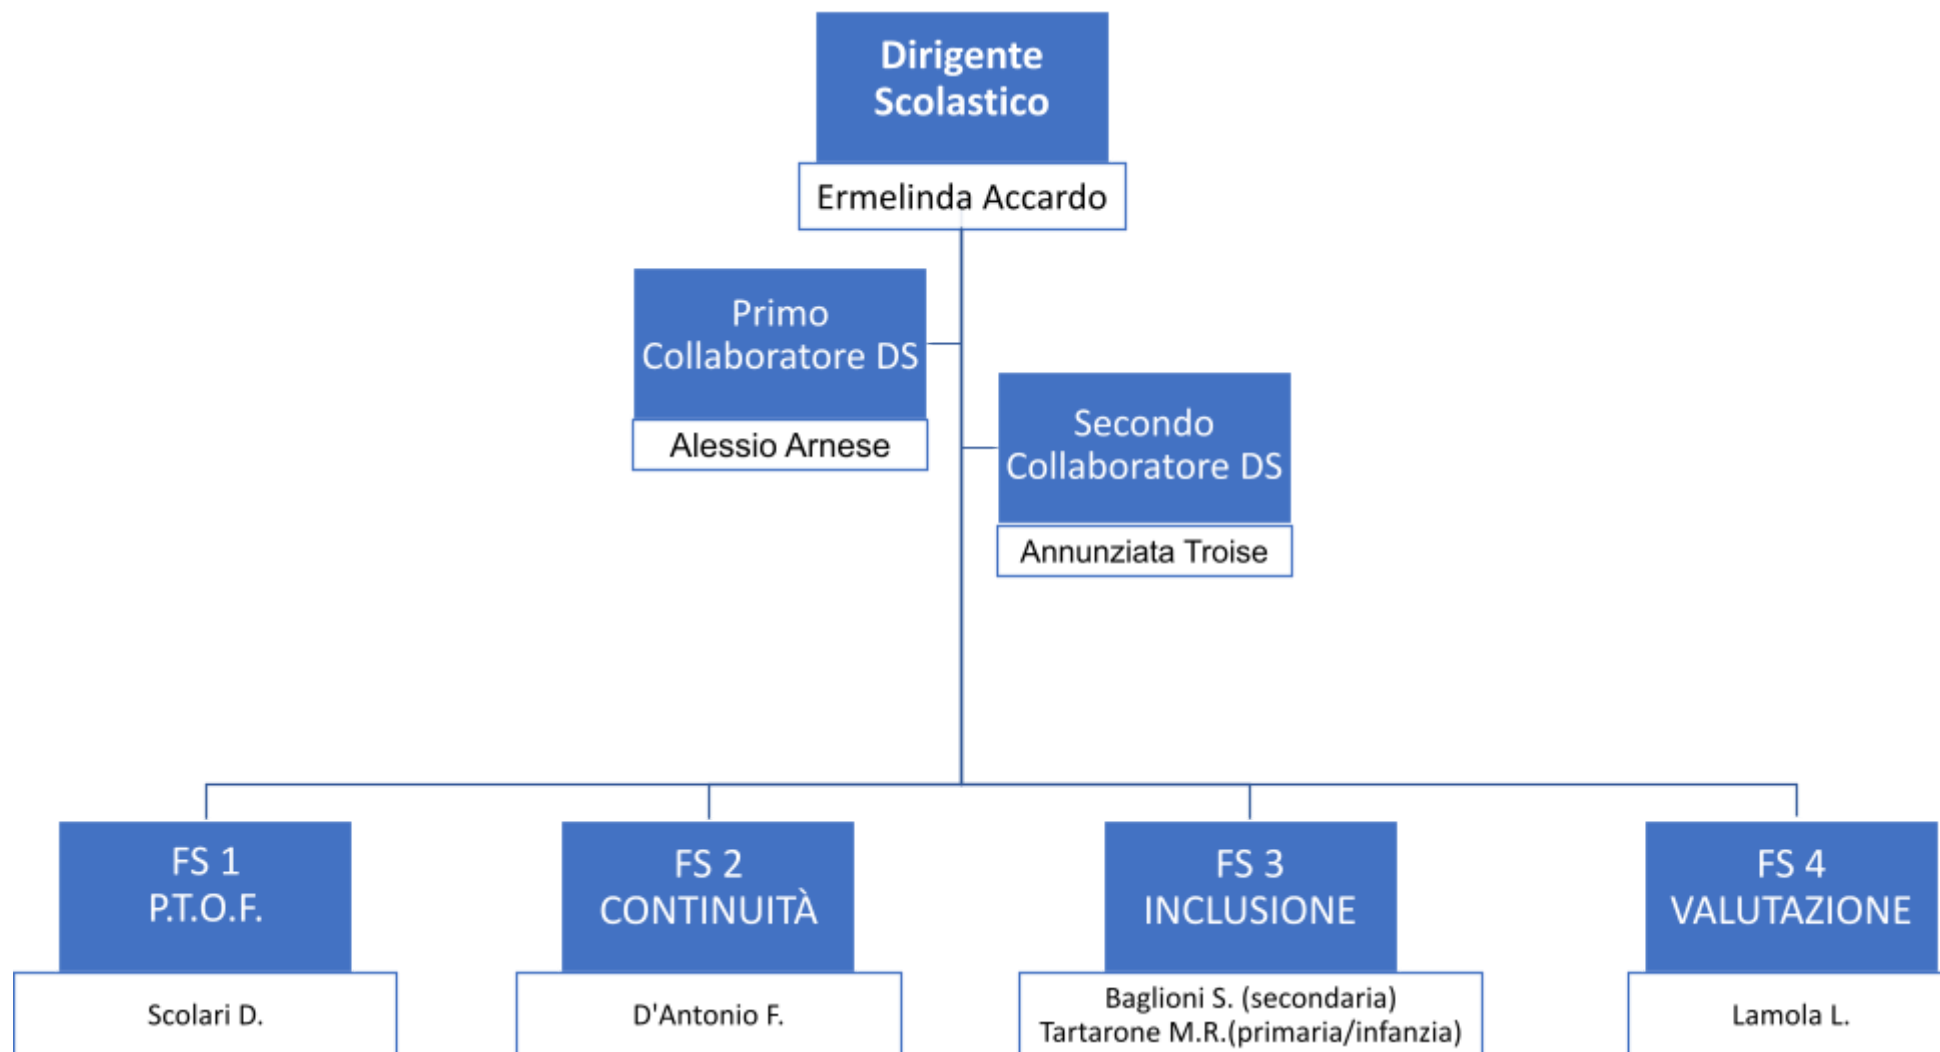 Dirigente
Scolastico
Ermelinda Accardo
Primo
Collaboratore DS
Alessio Arnese
Secondo
Collaboratore DS
Annunziata Troise
FS 1
P.T.O.F.
Scolari D.
FS 2
CONTINUITÀ
D'Antonio F.
FS 3
INCLUSIONE
Baglioni S. (secondaria)
Tartarone M.R.(primaria/infanzia)
FS 4
VALUTAZIONE
Lamola L.